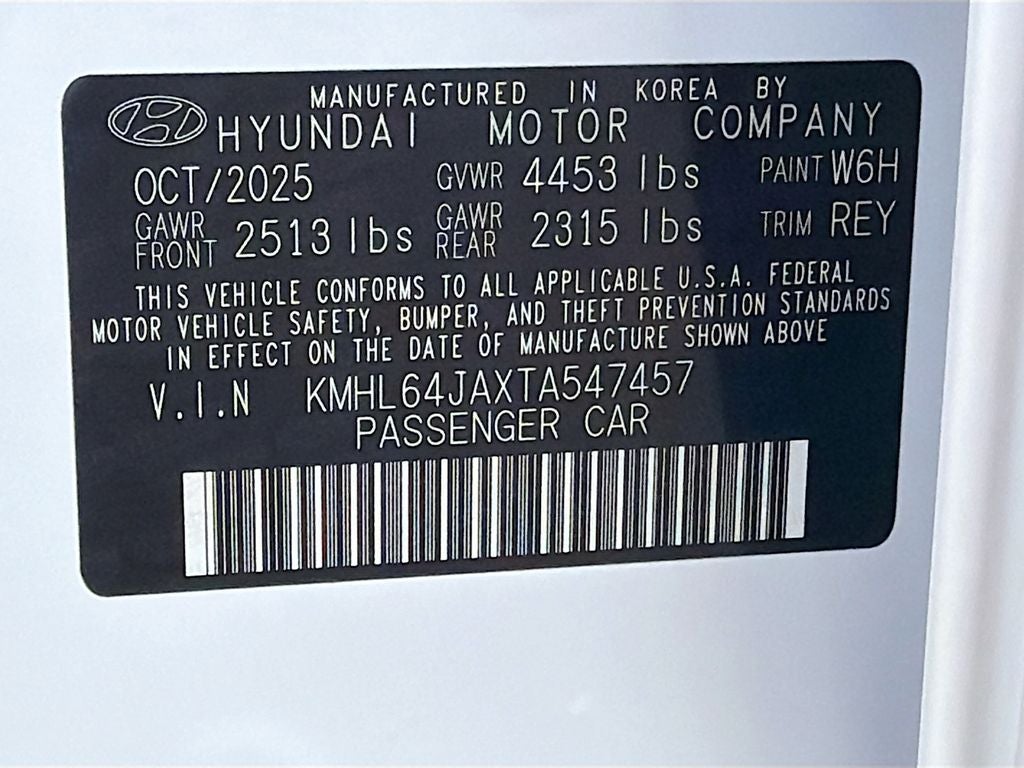 MANUFACTURED IN KOREA BY
HYUNDAI MOTOR COMPANY
OCT/2025 GVWR 4453 lbs PAINT W6H
GAWR FRONT 2513 lbs GAWR REAR 2315 lbs TRIM REY
THIS VEHICLE CONFORMS TO ALL APPLICABLE U.S.A. FEDERAL
MOTOR VEHICLE SAFETY, BUMPER, AND THEFT PREVENTION STANDARDS
IN EFFECT ON THE DATE OF MANUFACTURE SHOWN ABOVE
V.I.N KMHL64JAXTA547457
PASSENGER CAR